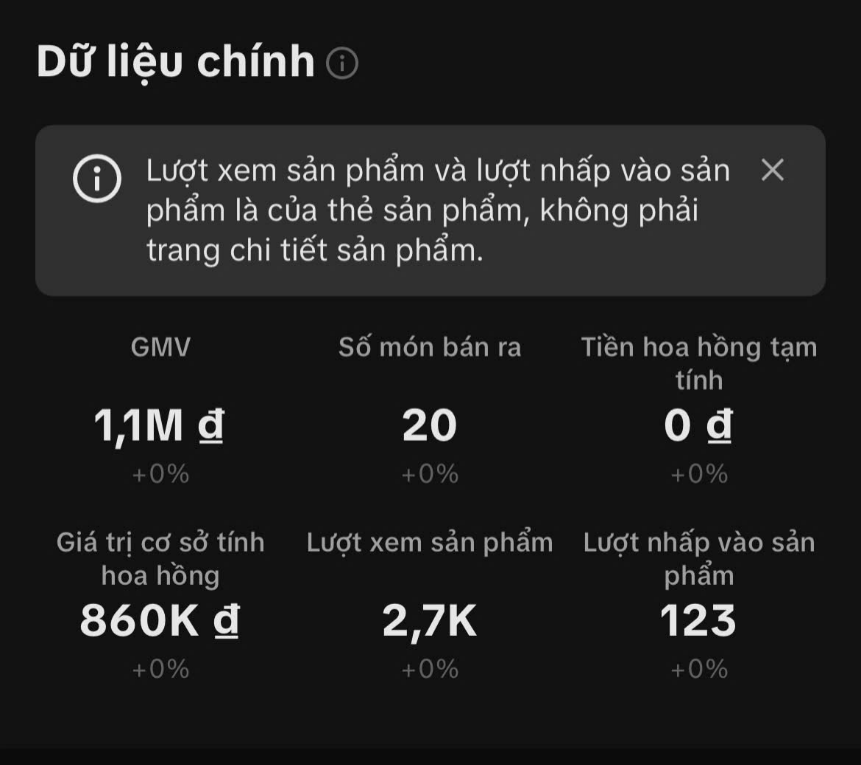 Dữ liệu chính
Lượt xem sản phẩm và lượt nhấp vào sản
phẩm là của thẻ sản phẩm, không phải
trang chi tiết sản phẩm.
GMV
1,1M ₫
+0%
Số món bán ra
20
+0%
Tiền hoa hồng tạm
tính
0 ₫
+0%
Giá trị cơ sở tính
hoa hồng
860K ₫
+0%
Lượt xem sản phẩm
2,7K
+0%
Lượt nhấp vào sản
phẩm
123
+0%